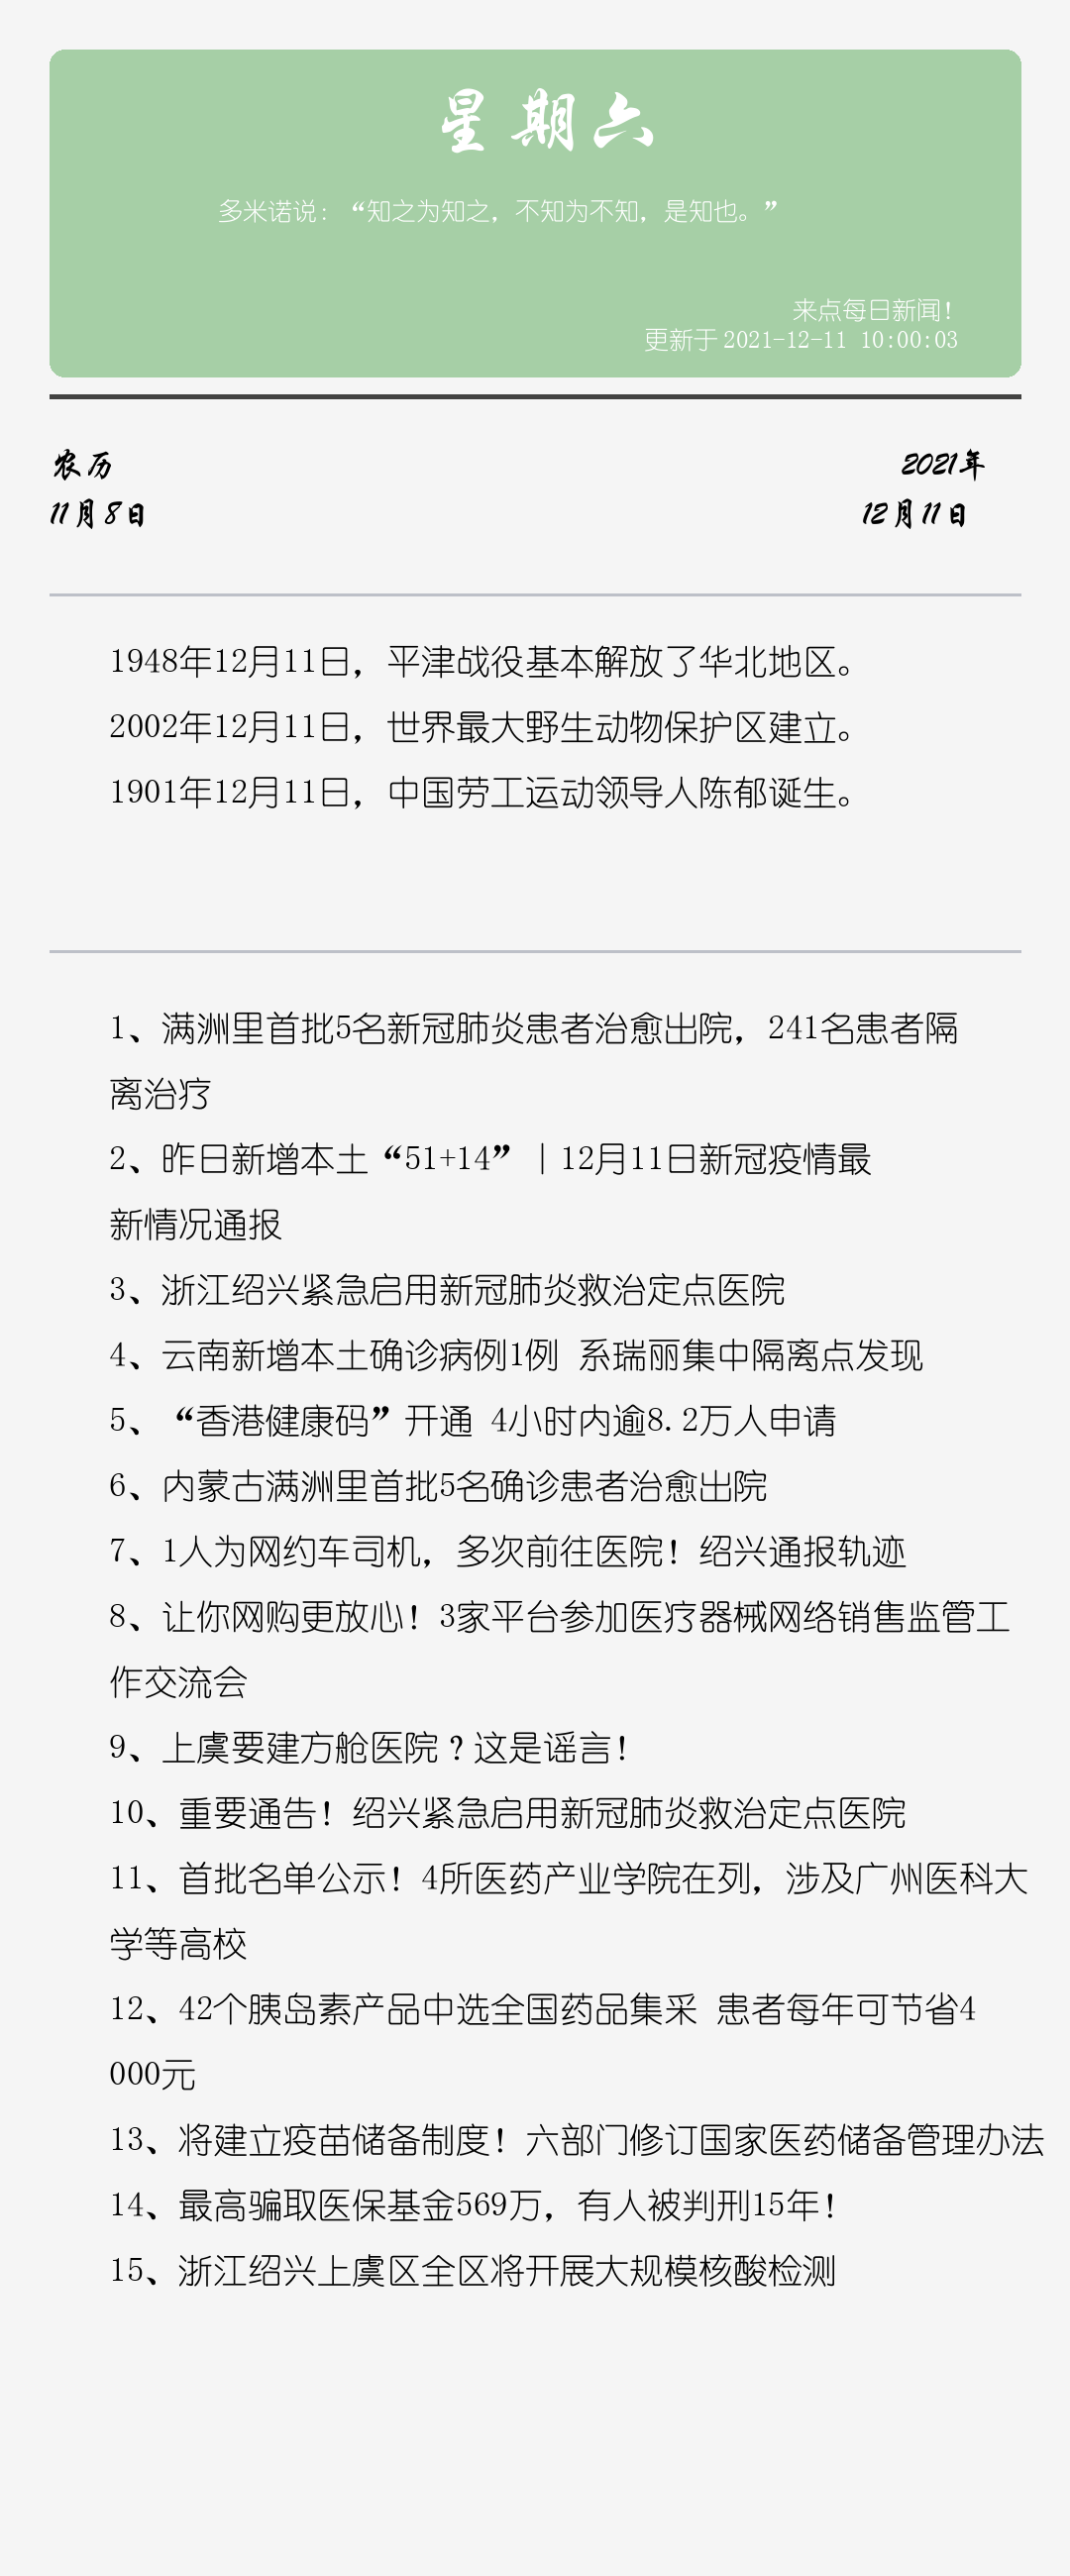 星期六
多米诺说：“知之为知之，不知为不知，是知也。”
来点每日新闻！
更新于 2021-12-11 10:00:03
农历
2021年
11月8日
12月11日
1948年12月11日，平津战役基本解放了华北地区。
2002年12月11日，世界最大野生动物保护区建立。
1901年12月11日，中国劳工运动领导人陈郁诞生。
1、满洲里首批5名新冠肺炎患者治愈出院，241名患者隔
离治疗
2、昨日新增本土“51+14”｜12月11日新冠疫情最
新情况通报
3、浙江绍兴紧急启用新冠肺炎救治定点医院
4、云南新增本土确诊病例1例 系瑞丽集中隔离点发现
5、“香港健康码”开通 4小时内逾8.2万人申请
6、内蒙古满洲里首批5名确诊患者治愈出院
7、1人为网约车司机，多次前往医院！绍兴通报轨迹
8、让你网购更放心！3家平台参加医疗器械网络销售监管工
作交流会
9、上虞要建方舱医院？这是谣言！
10、重要通告！绍兴紧急启用新冠肺炎救治定点医院
11、首批名单公示！4所医药产业学院在列，涉及广州医科大
学等高校
12、42个胰岛素产品中选全国药品集采 患者每年可节省4
000元
13、将建立疫苗储备制度！六部门修订国家医药储备管理办法
14、最高骗取医保基金569万，有人被判刑15年！
15、浙江绍兴上虞区全区将开展大规模核酸检测